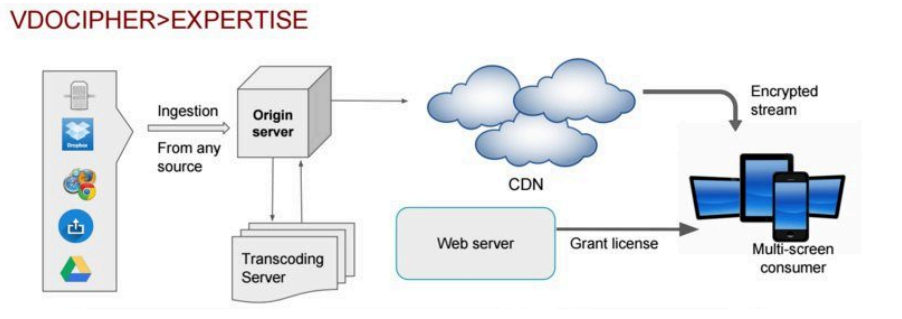 VDOCIPHER>EXPERTISE
Ingestion
From any
source
Dropbox
Origin
server
Transcoding
Server
CDN
Web server
Grant license
Encrypted
stream
Multi-screen
consumer